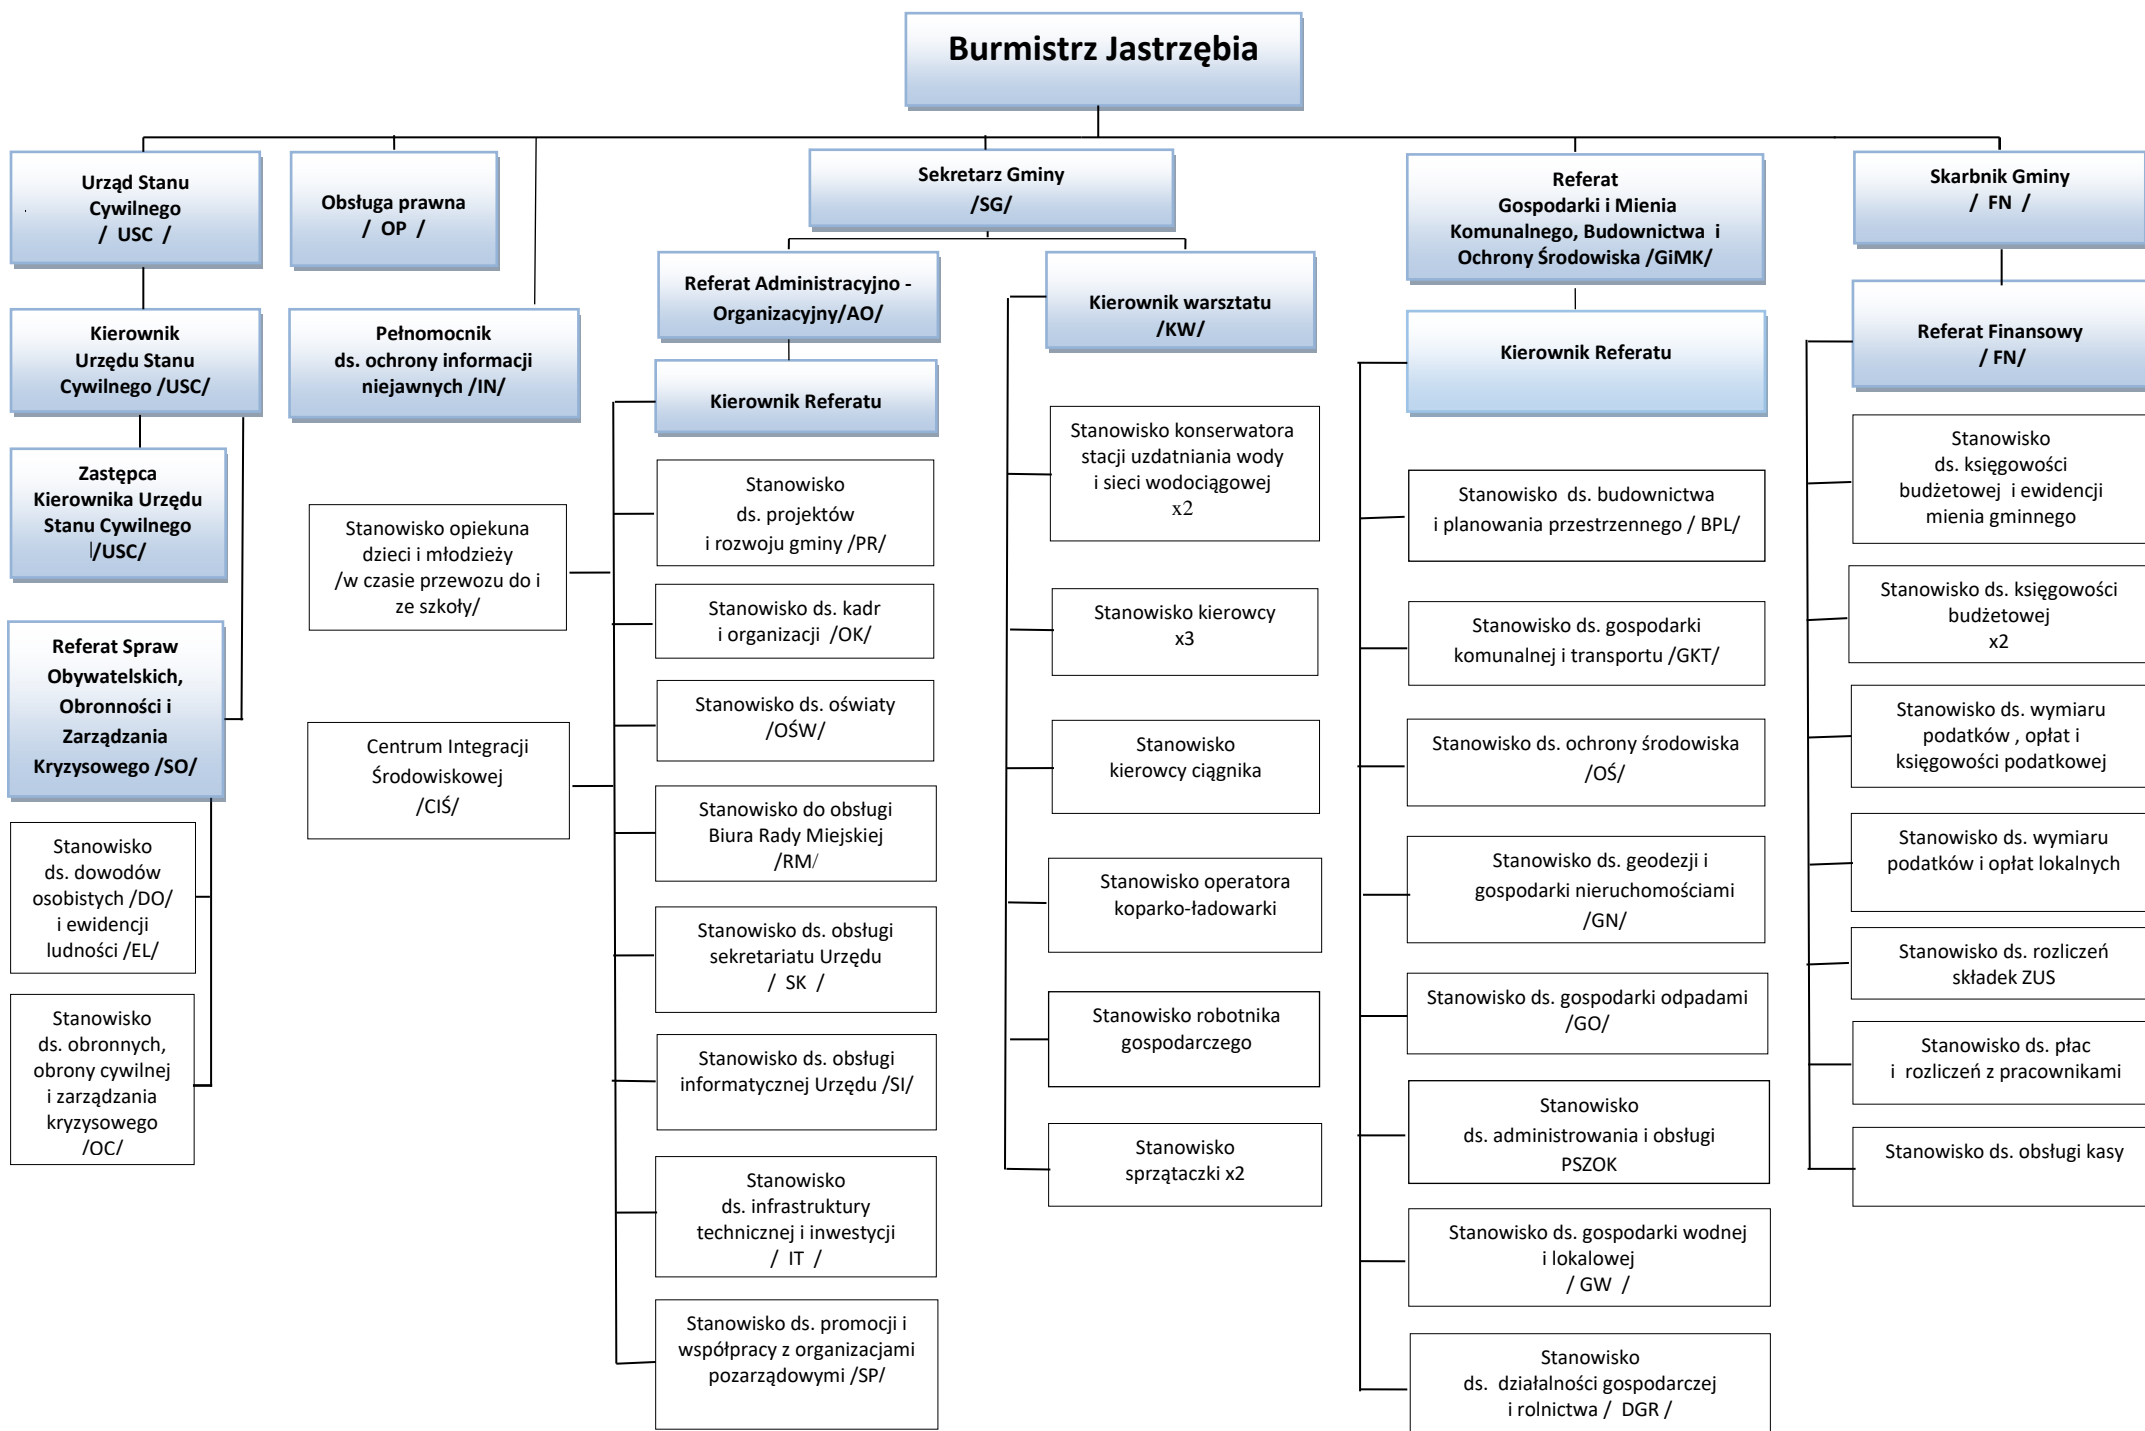 Burmistrz Jastrzębia
Urząd Stanu
Cywilnego
/ USC /
Obsługa prawna
/ OP /
Sekretarz Gminy
/SG/
Referat
Gospodarki i Mienia
Komunalnego, Budownictwa i
Ochrony Środowiska /GiMK/
Skarbnik Gminy
/ FN /
Kierownik
Urzędu Stanu
Cywilnego /USC/
Pełnomocnik
ds. ochrony informacji
niejawnych /IN/
Referat Administracyjno -
Organizacyjny/AO/
Kierownik warsztatu
/KW/
Kierownik Referatu
Referat Finansowy
/ FN/
Zastępca
Kierownika Urzędu
Stanu Cywilnego
/USC/
Referat Spraw
Obywatelskich,
Obronności i
Zarządzania
Kryzysowego /SO/
Stanowisko
ds. dowodów
osobistych /DO/
i ewidencji
ludności /EL/
Stanowisko
ds. obronnych,
obrony cywilnej
i zarządzania
kryzysowego
/OC/
Stanowisko opiekuna
dzieci i młodzieży
/w czasie przewozu do i
ze szkoły/
Centrum Integracji
Środowiskowej
/CIŚ/
Kierownik Referatu
Stanowisko
ds. projektów
i rozwoju gminy /PR/
Stanowisko ds. kadr
i organizacji /OK/
Stanowisko ds. oświaty
/OŚW/
Stanowisko do obsługi
Biura Rady Miejskiej
/RM/
Stanowisko ds. obsługi
sekretariatu Urzędu
/ SK /
Stanowisko ds. obsługi
informatycznej Urzędu /SI/
Stanowisko
ds. infrastruktury
technicznej i inwestycji
/ IT /
Stanowisko ds. promocji i
współpracy z organizacjami
pozarządowymi /SP/
Stanowisko konserwatora
stacji uzdatniania wody
i sieci wodociągowej
x2
Stanowisko kierowcy
x3
Stanowisko
kierowcy ciągnika
Stanowisko operatora
koparko-ładowarki
Stanowisko robotnika
gospodarczego
Stanowisko
sprzątaczki x2
Stanowisko ds. budownictwa
i planowania przestrzennego / BPL/
Stanowisko ds. gospodarki
komunalnej i transportu /GKT/
Stanowisko ds. ochrony środowiska
/OŚ/
Stanowisko ds. geodezji i
gospodarki nieruchomościami
/GN/
Stanowisko ds. gospodarki odpadami
/GO/
Stanowisko
ds. administrowania i obsługi
PSZOK
Stanowisko ds. gospodarki wodnej
i lokalowej
/ GW /
Stanowisko
ds. działalności gospodarczej
i rolnictwa / DGR /
Stanowisko
ds. księgowości
budżetowej i ewidencji
mienia gminnego
Stanowisko ds. księgowości
budżetowej
x2
Stanowisko ds. wymiaru
podatków , opłat i
księgowości podatkowej
Stanowisko ds. wymiaru
podatków i opłat lokalnych
Stanowisko ds. rozliczeń
składek ZUS
Stanowisko ds. płac
i rozliczeń z pracownikami
Stanowisko ds. obsługi kasy